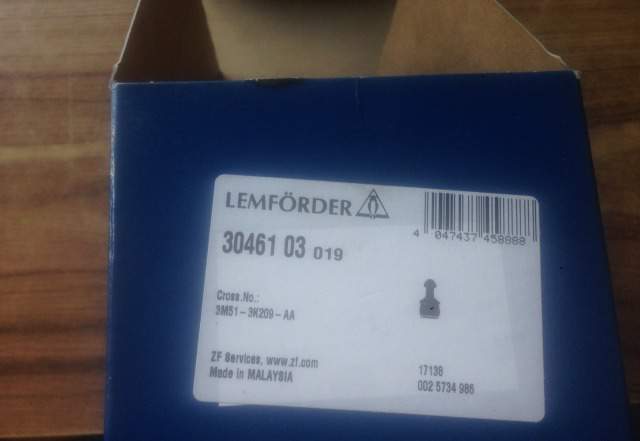 LEMFÖRDER
4 047437 458888
30461 03 019
Cross.No.:
3M51-3K209-AA
ZF Services, www.zf.com
Made in MALAYSIA
17138
002 5734 986